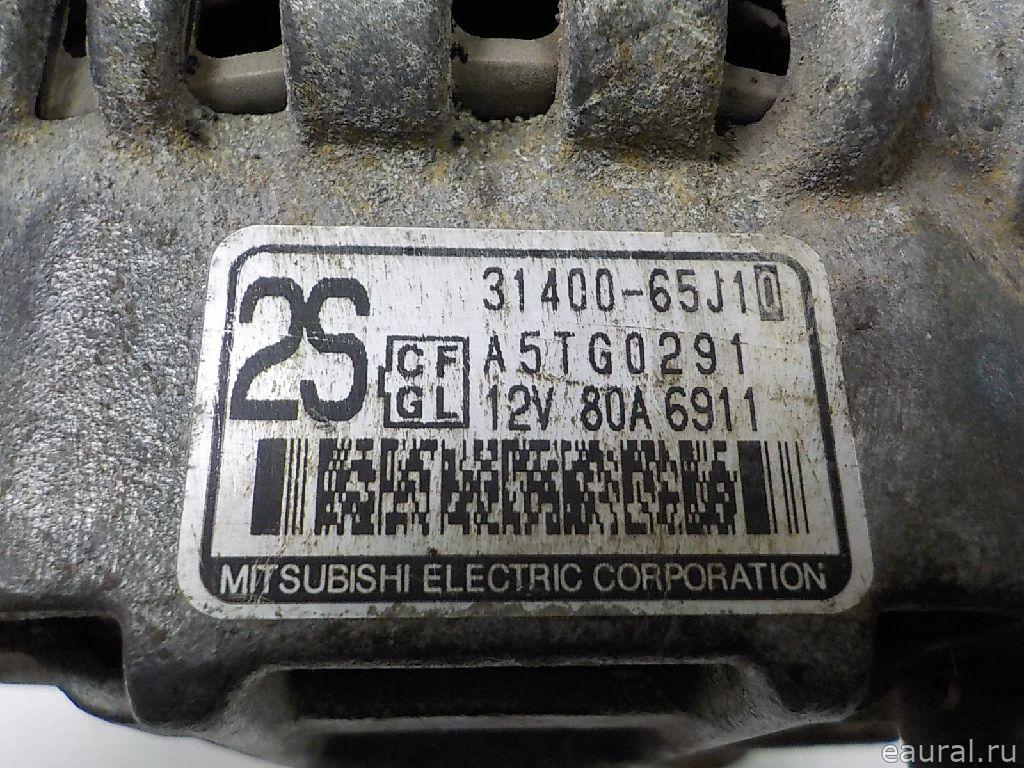 2S
31400-65J10
CF
GL
A5TG0291
12V 80A 6911
MITSUBISHI ELECTRIC CORPORATION
eaural.ru